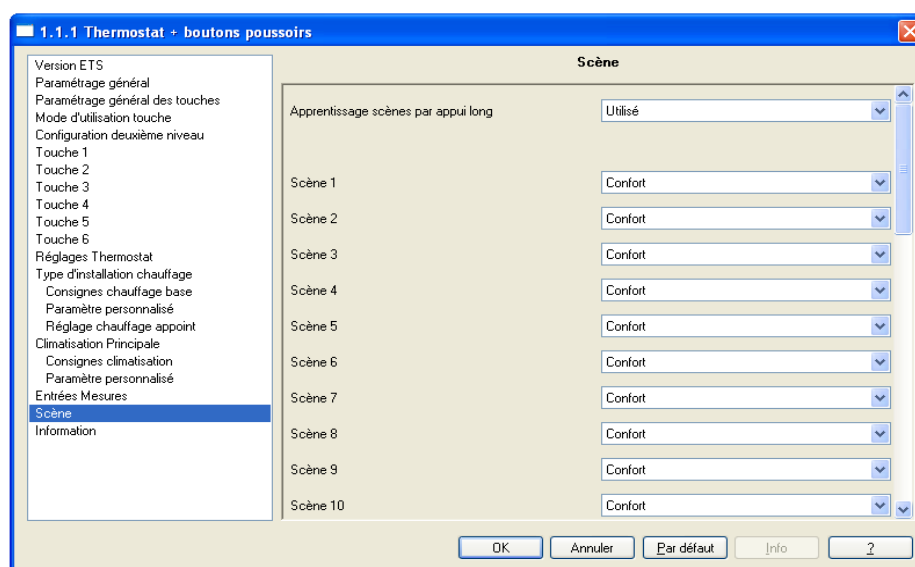 1.1.1 Thermostat + boutons poussoirs
Version ETS
Paramétrage général
Paramétrage général des touches
Mode d'utilisation touche
Configuration deuxième niveau
Touche 1
Touche 2
Touche 3
Touche 4
Touche 5
Touche 6
Réglages Thermostat
Type d'installation chauffage
Consignes chauffage base
Paramètre personnalisé
Réglage chauffage appoint
Climatisation Principale
Consignes climatisation
Paramètre personnalisé
Entrées Mesures
Scène
Information
Scène
Apprentissage scènes par appui long Utilisé
Scène 1 Confort
Scène 2 Confort
Scène 3 Confort
Scène 4 Confort
Scène 5 Confort
Scène 6 Confort
Scène 7 Confort
Scène 8 Confort
Scène 9 Confort
Scène 10 Confort
OK Annuler Par défaut Info ?